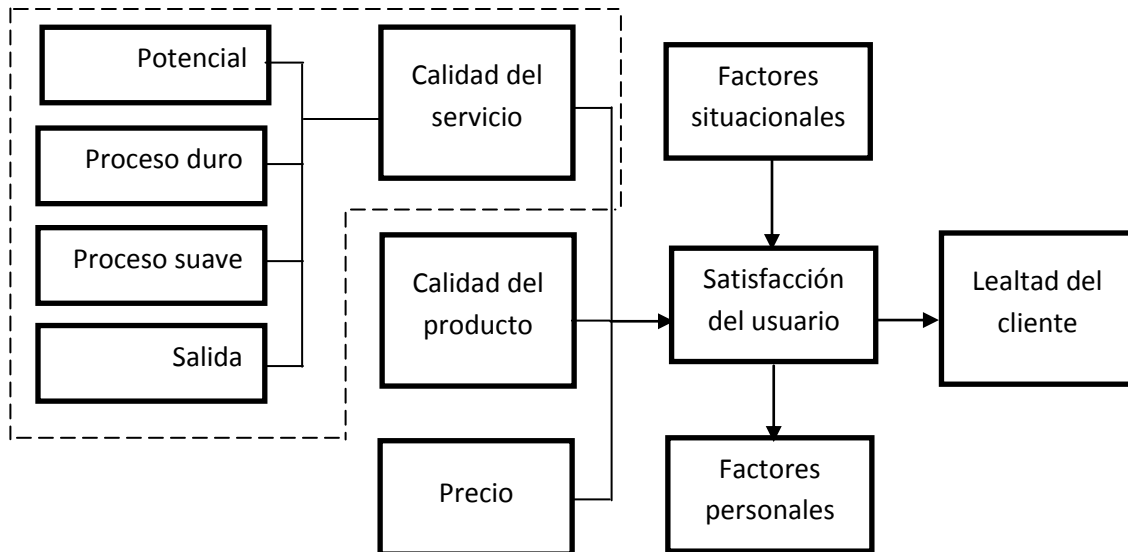 Potencial
Proceso duro
Proceso suave
Salida
Calidad del
servicio
Calidad del
producto
Precio
Factores
situacionales
Satisfacción
del usuario
Factores
personales
Lealtad del
cliente